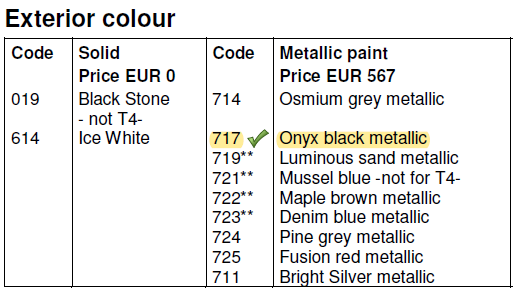 Exterior colour
Code Solid Code Metallic paint
Price EUR 0 Price EUR 567
019 Black Stone 714 Osmium grey metallic
- not T4-
614 Ice White 717 Onyx black metallic
719** Luminous sand metallic
721** Mussel blue -not for T4-
722** Maple brown metallic
723** Denim blue metallic
724 Pine grey metallic
725 Fusion red metallic
711 Bright Silver metallic